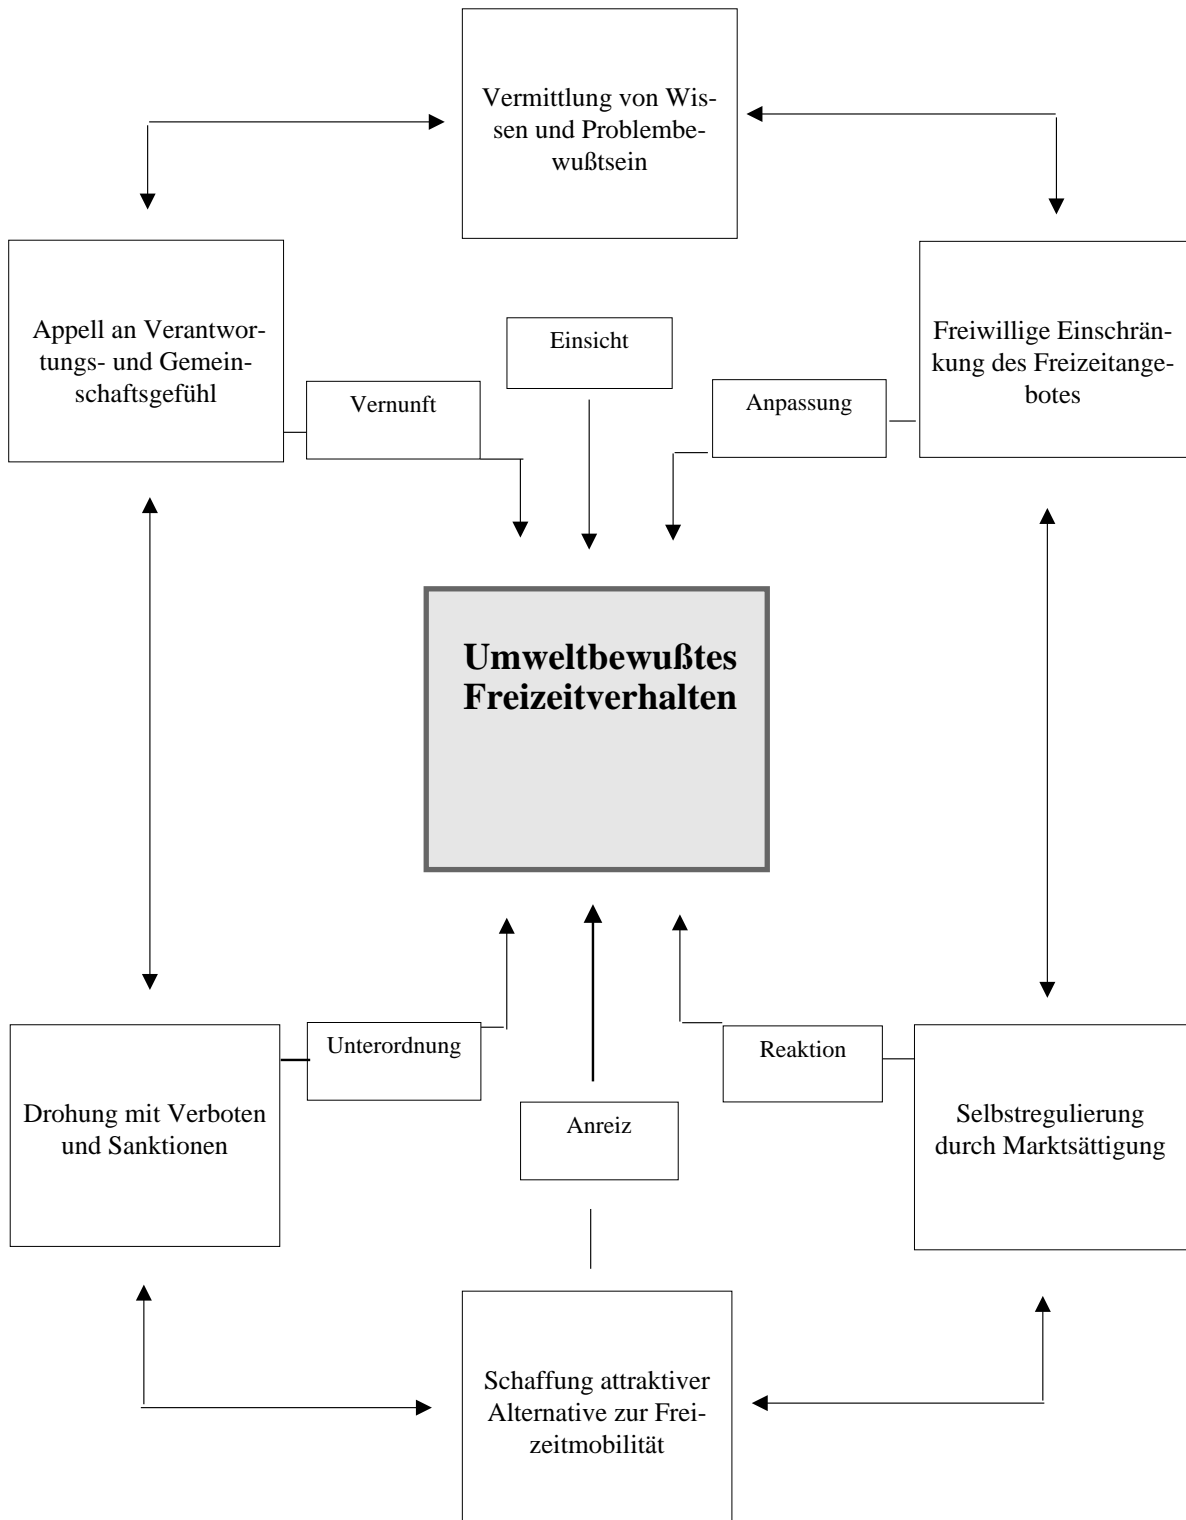 Vermittlung von Wis-
sen und Problembe-
wußtsein
Appell an Verantwor-
tungs- und Gemein-
schaftsgefühl
Einsicht
Freiwillige Einschrän-
kung des Freizeitange-
botes
Vernunft
Anpassung
Umweltbewußtes
Freizeitverhalten
Unterordnung
Reaktion
Drohung mit Verboten
und Sanktionen
Anreiz
Selbstregulierung
durch Marktsättigung
Schaffung attraktiver
Alternative zur Frei-
zeitmobilität